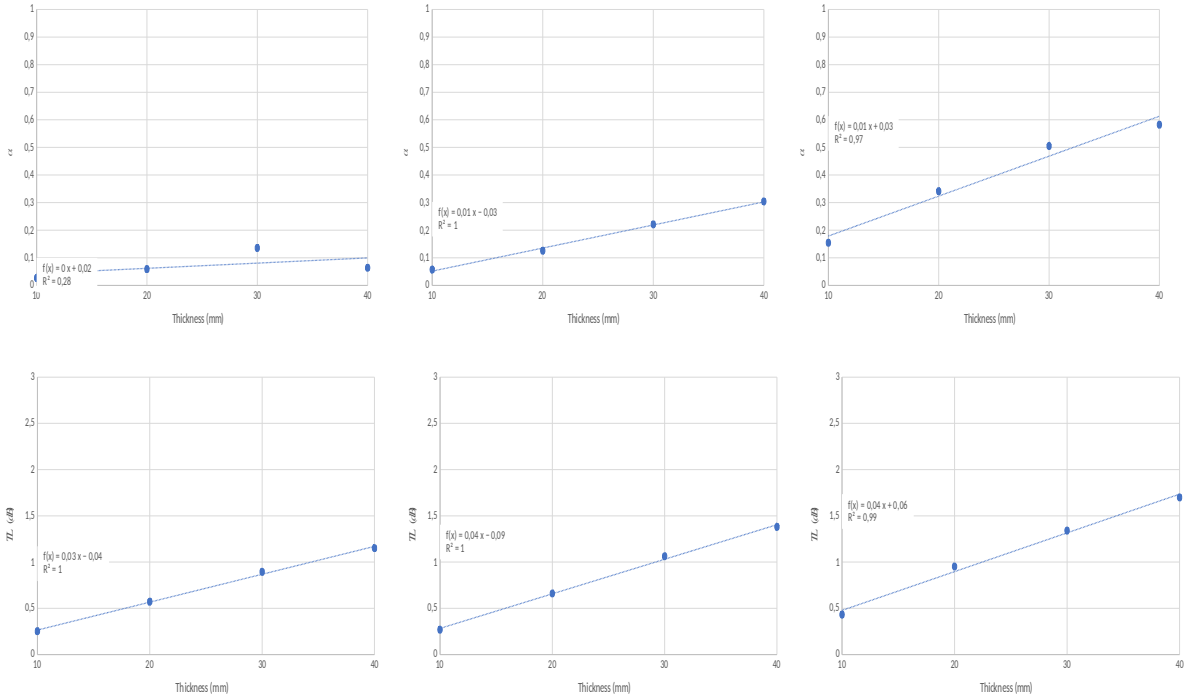 1
0,9
0,8
0,7
0,6
0,5
0,4
0,3
0,2
0,1
0
α
f(x) = 0 x + 0,02
R² = 0,28
10 20 30 40
Thickness (mm)
1
0,9
0,8
0,7
0,6
0,5
0,4
0,3
0,2
0,1
0
α
f(x) = 0,01 x − 0,03
R² = 1
10 20 30 40
Thickness (mm)
1
0,9
0,8
0,7
0,6
0,5
0,4
0,3
0,2
0,1
0
α
f(x) = 0,01 x + 0,03
R² = 0,97
10 20 30 40
Thickness (mm)
3
2,5
2
1,5
1
0,5
0
TL (dB)
f(x) = 0,03 x − 0,04
R² = 1
10 20 30 40
Thickness (mm)
3
2,5
2
1,5
1
0,5
0
TL (dB)
f(x) = 0,04 x − 0,09
R² = 1
10 20 30 40
Thickness (mm)
3
2,5
2
1,5
1
0,5
0
TL (dB)
f(x) = 0,04 x + 0,06
R² = 0,99
10 20 30 40
Thickness (mm)